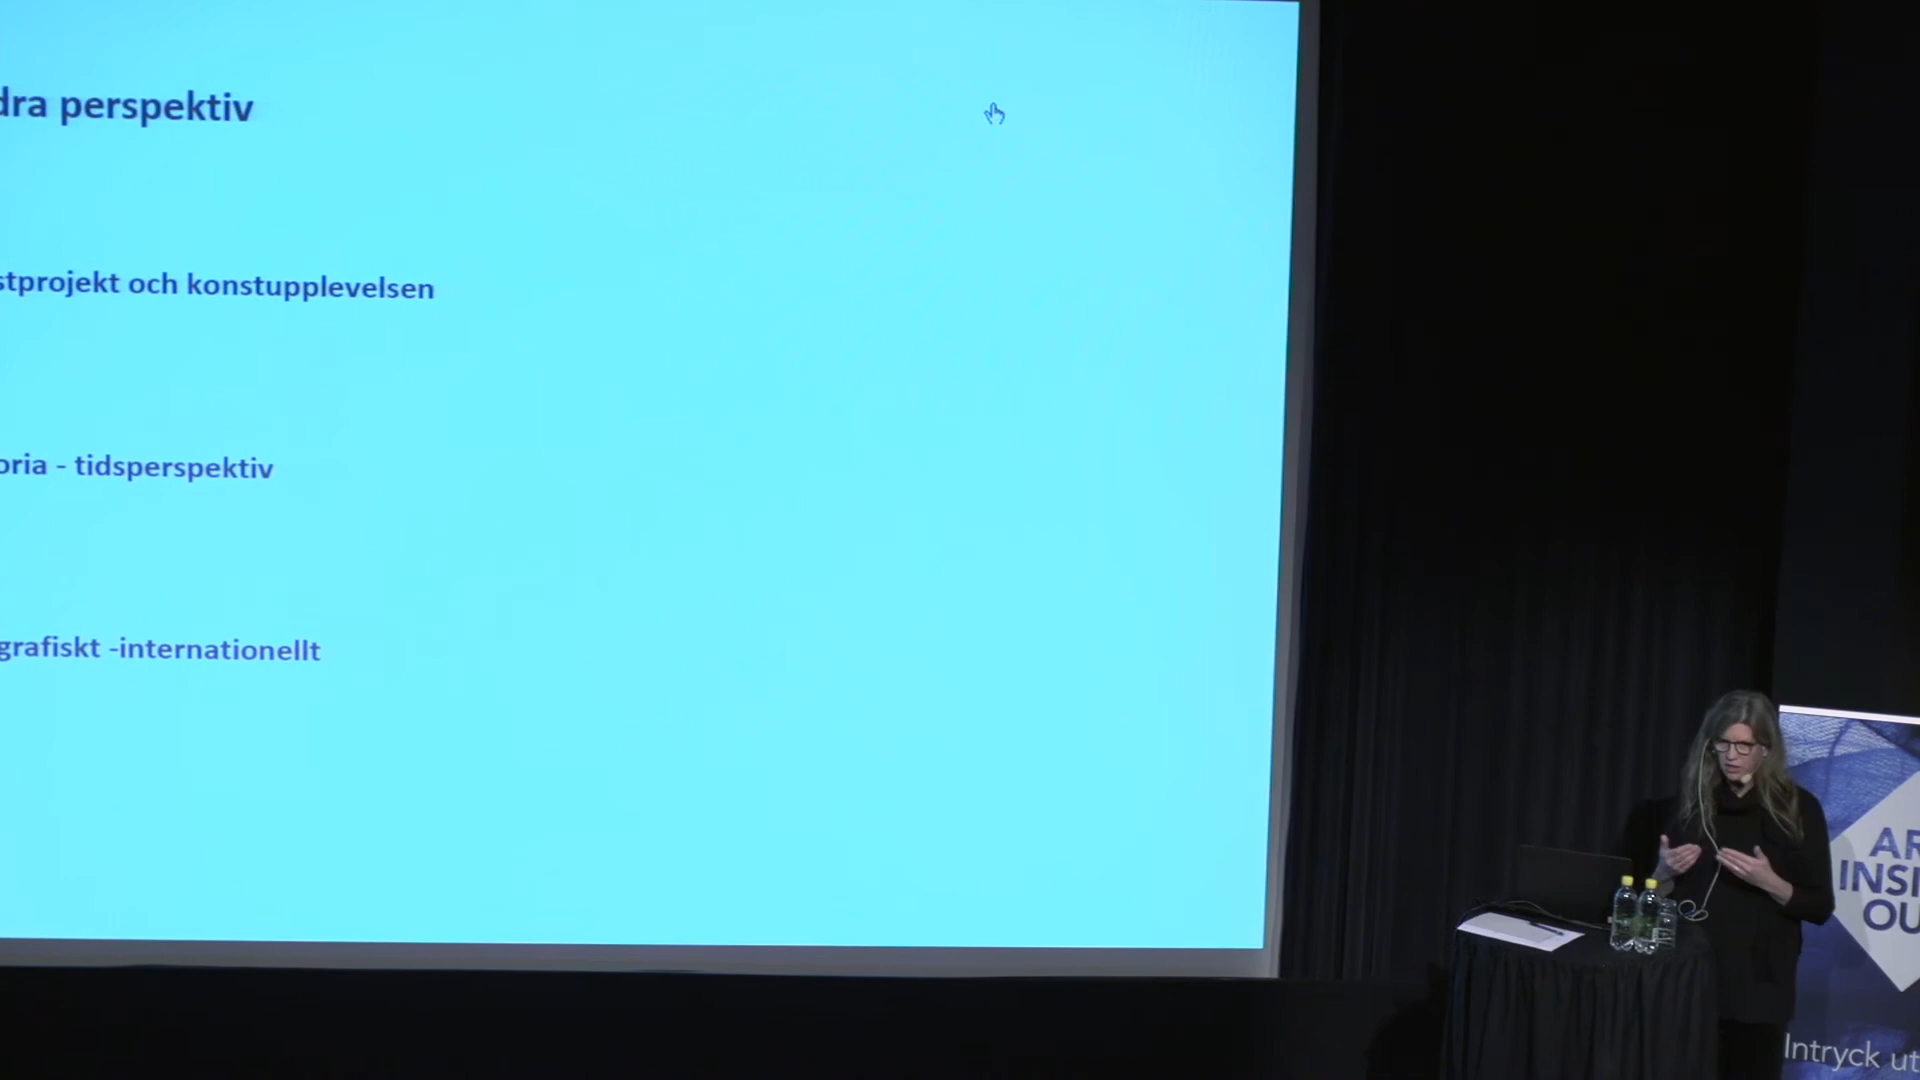 dra perspektiv
stprojekt och konstupplevelsen
oria - tidsperspektiv
grafiskt -internationellt
AR
INSI
OU
Intryck ut